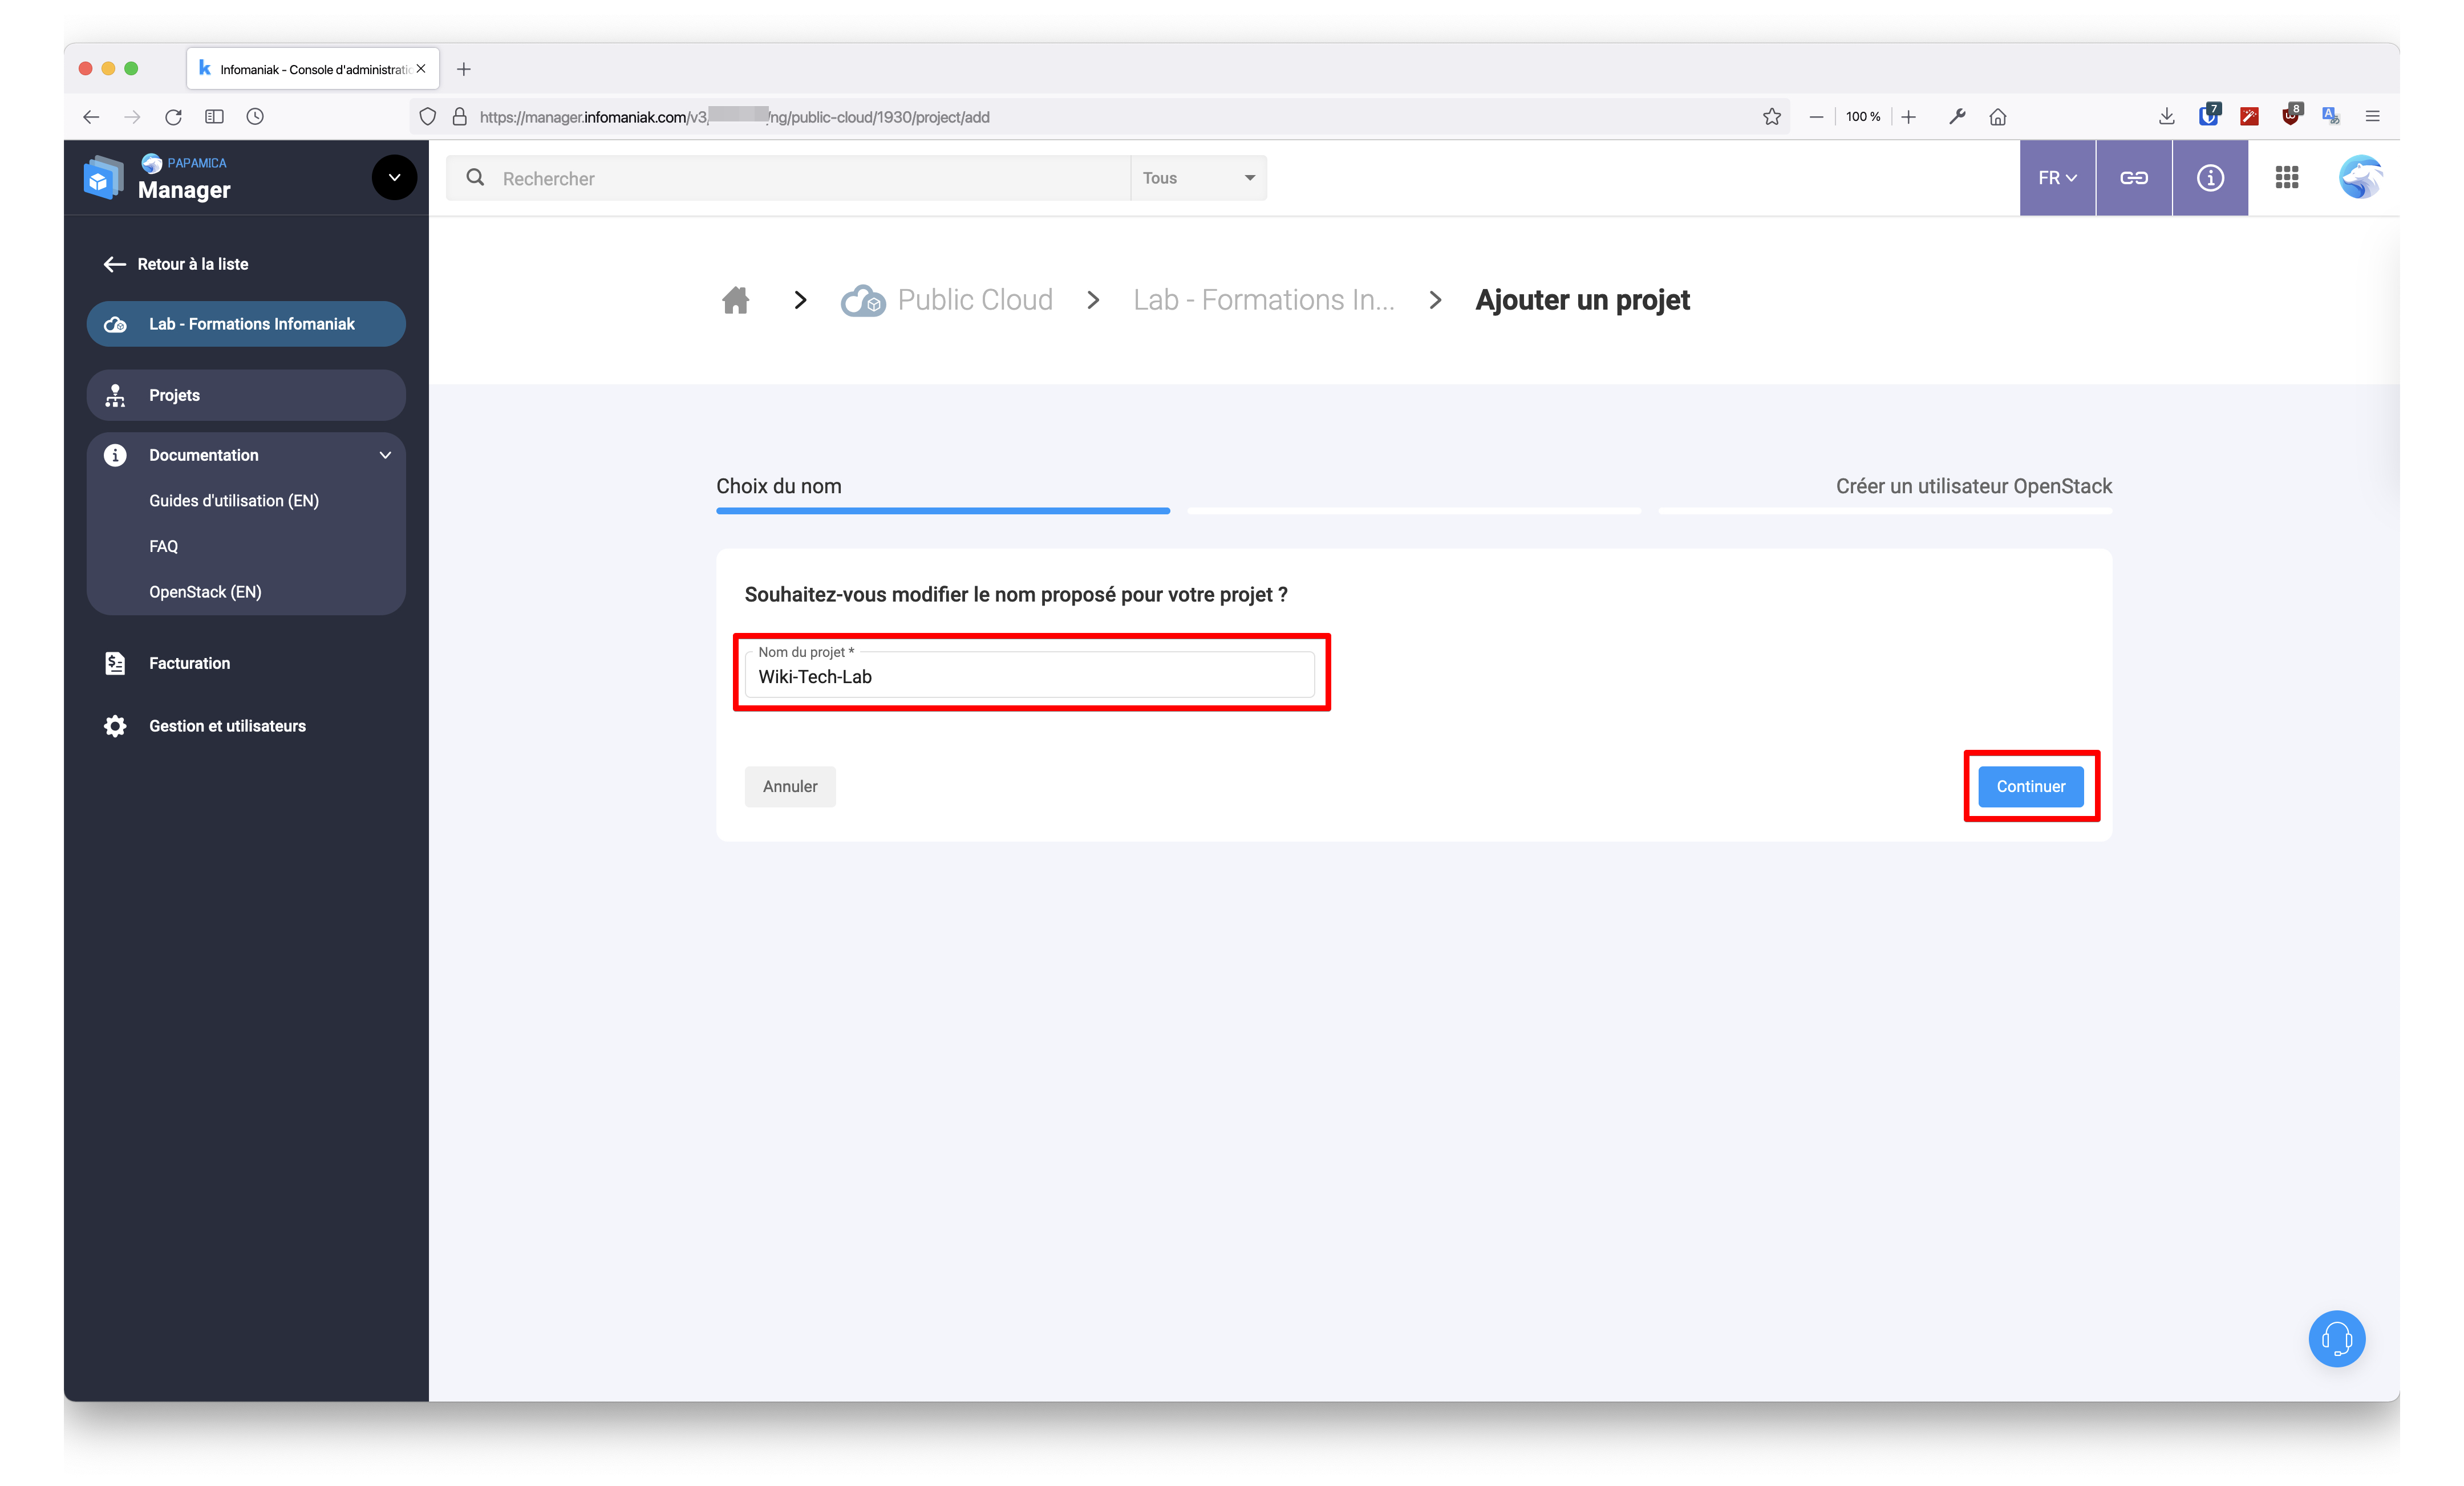 Infomaniak - Console d'administratic
https://manager.infomaniak.com/v3/ /ng/public-cloud/1930/project/add
100 %
7
8
PAPAMICA
Manager
Rechercher
Tous
FR
Retour à la liste
Lab - Formations Infomaniak
Projets
Documentation
Guides d'utilisation (EN)
FAQ
OpenStack (EN)
Facturation
Gestion et utilisateurs
Public Cloud
Lab - Formations In...
Ajouter un projet
Choix du nom
Créer un utilisateur OpenStack
Souhaitez-vous modifier le nom proposé pour votre projet ?
Nom du projet *
Wiki-Tech-Lab
Annuler
Continuer